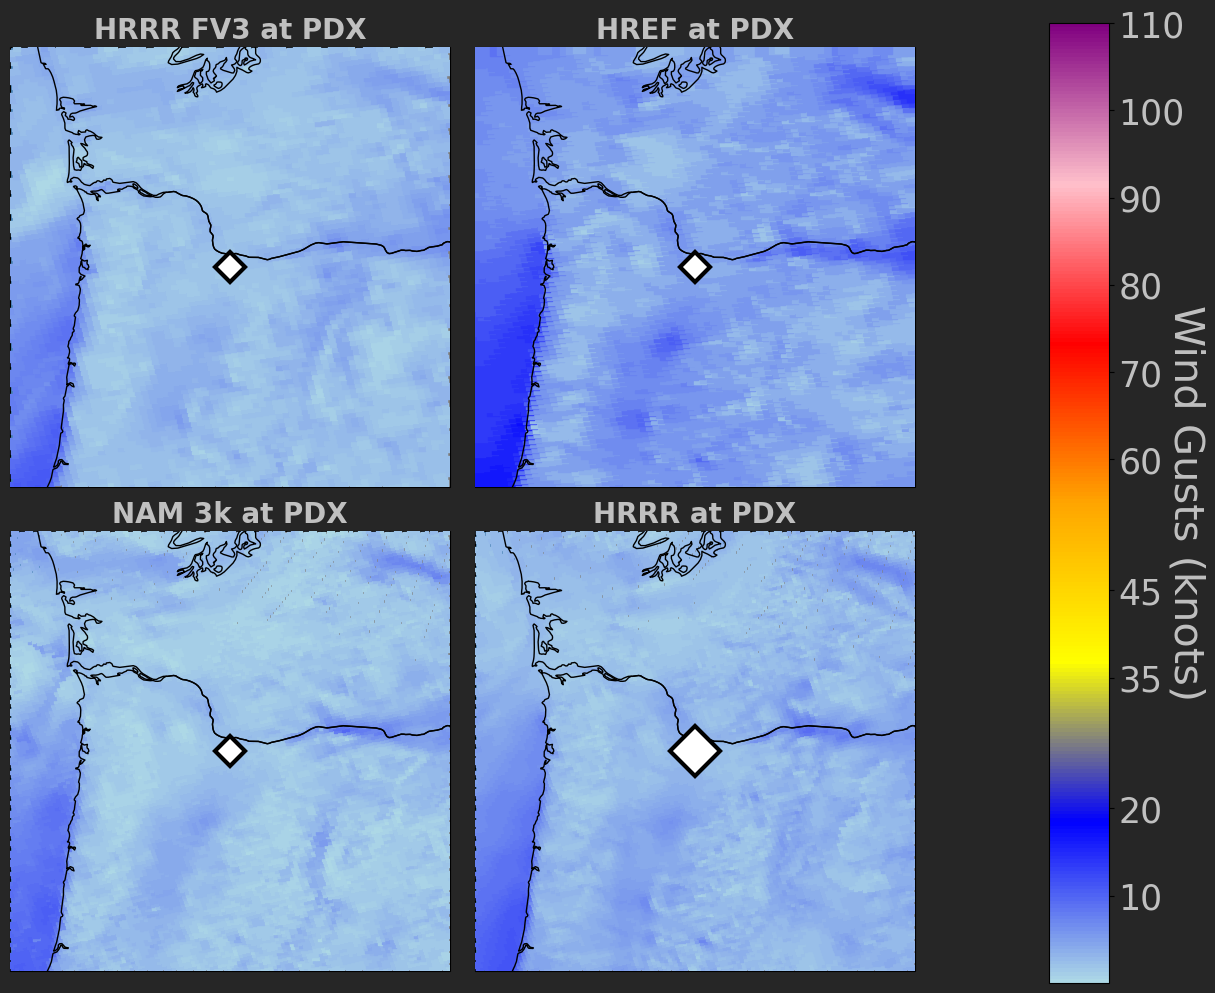 HRRR FV3 at PDX
HREF at PDX
NAM 3k at PDX
HRRR at PDX
110
100
90
80
70
60
45
35
20
10
Wind Gusts (knots)